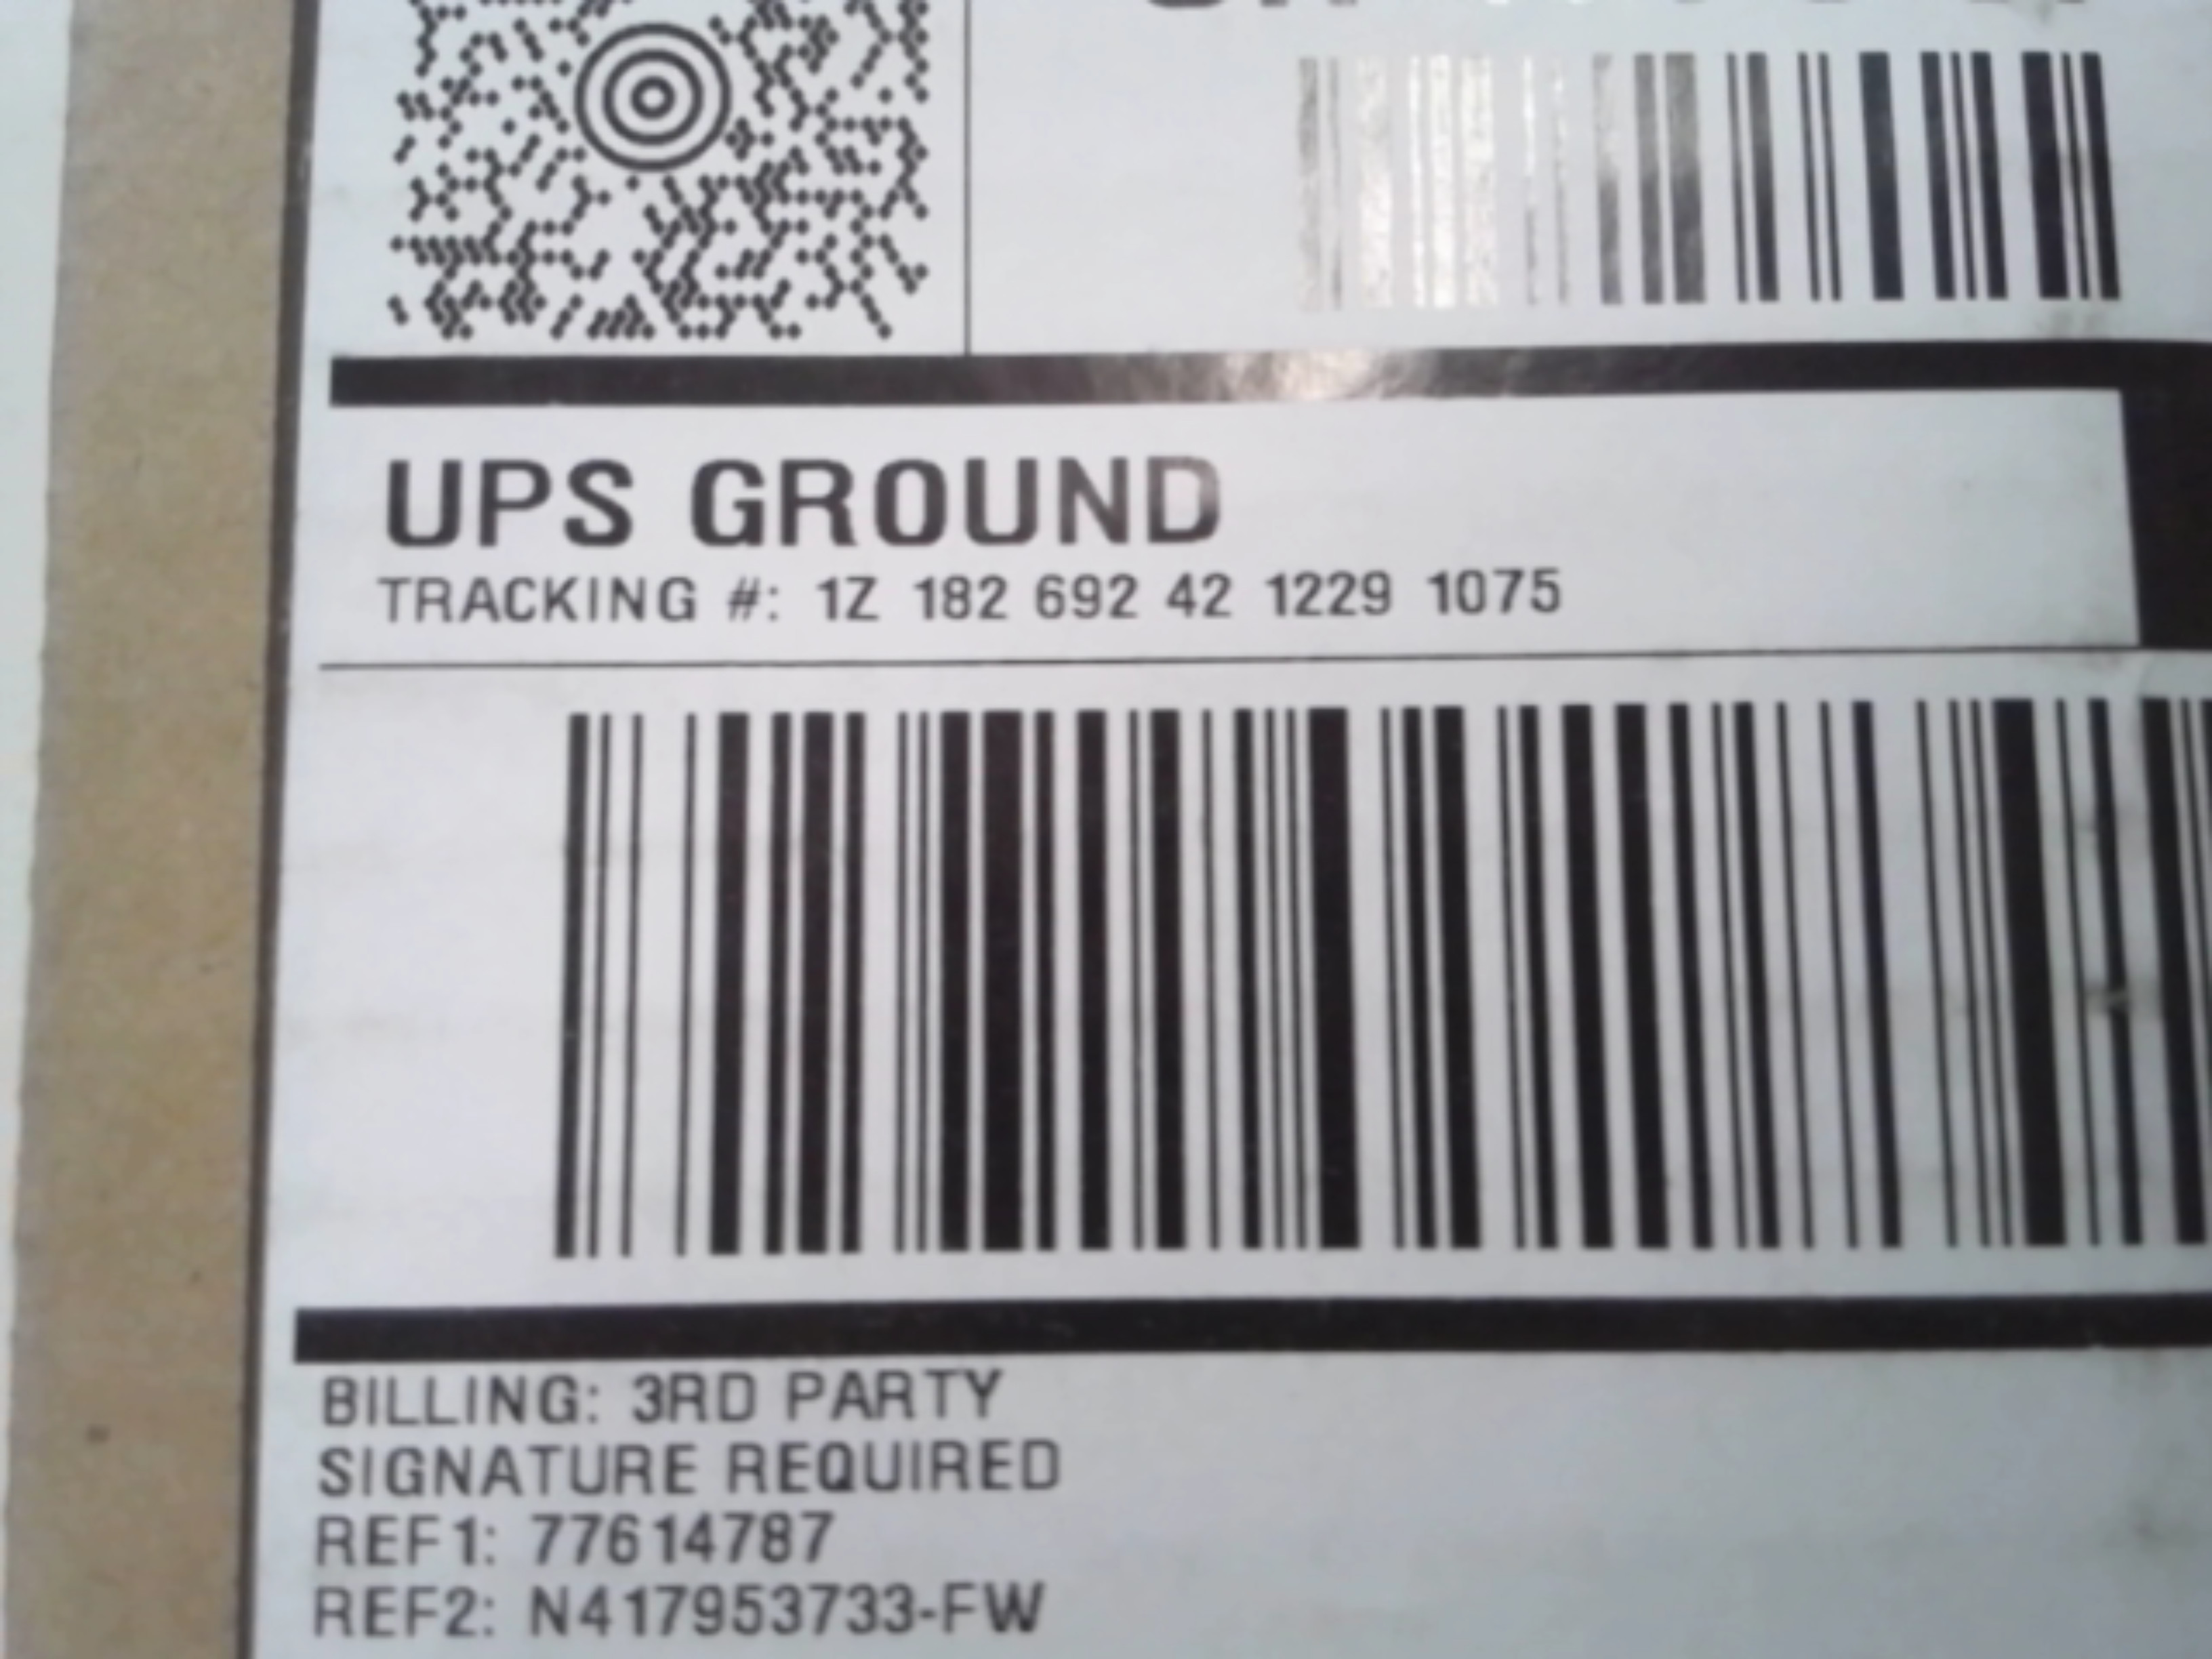 UPS GROUND
TRACKING #: 1Z 182 692 42 1229 1075
BILLING: 3RD PARTY
SIGNATURE REQUIRED
REF1: 77614787
REF2: N417953733-FW